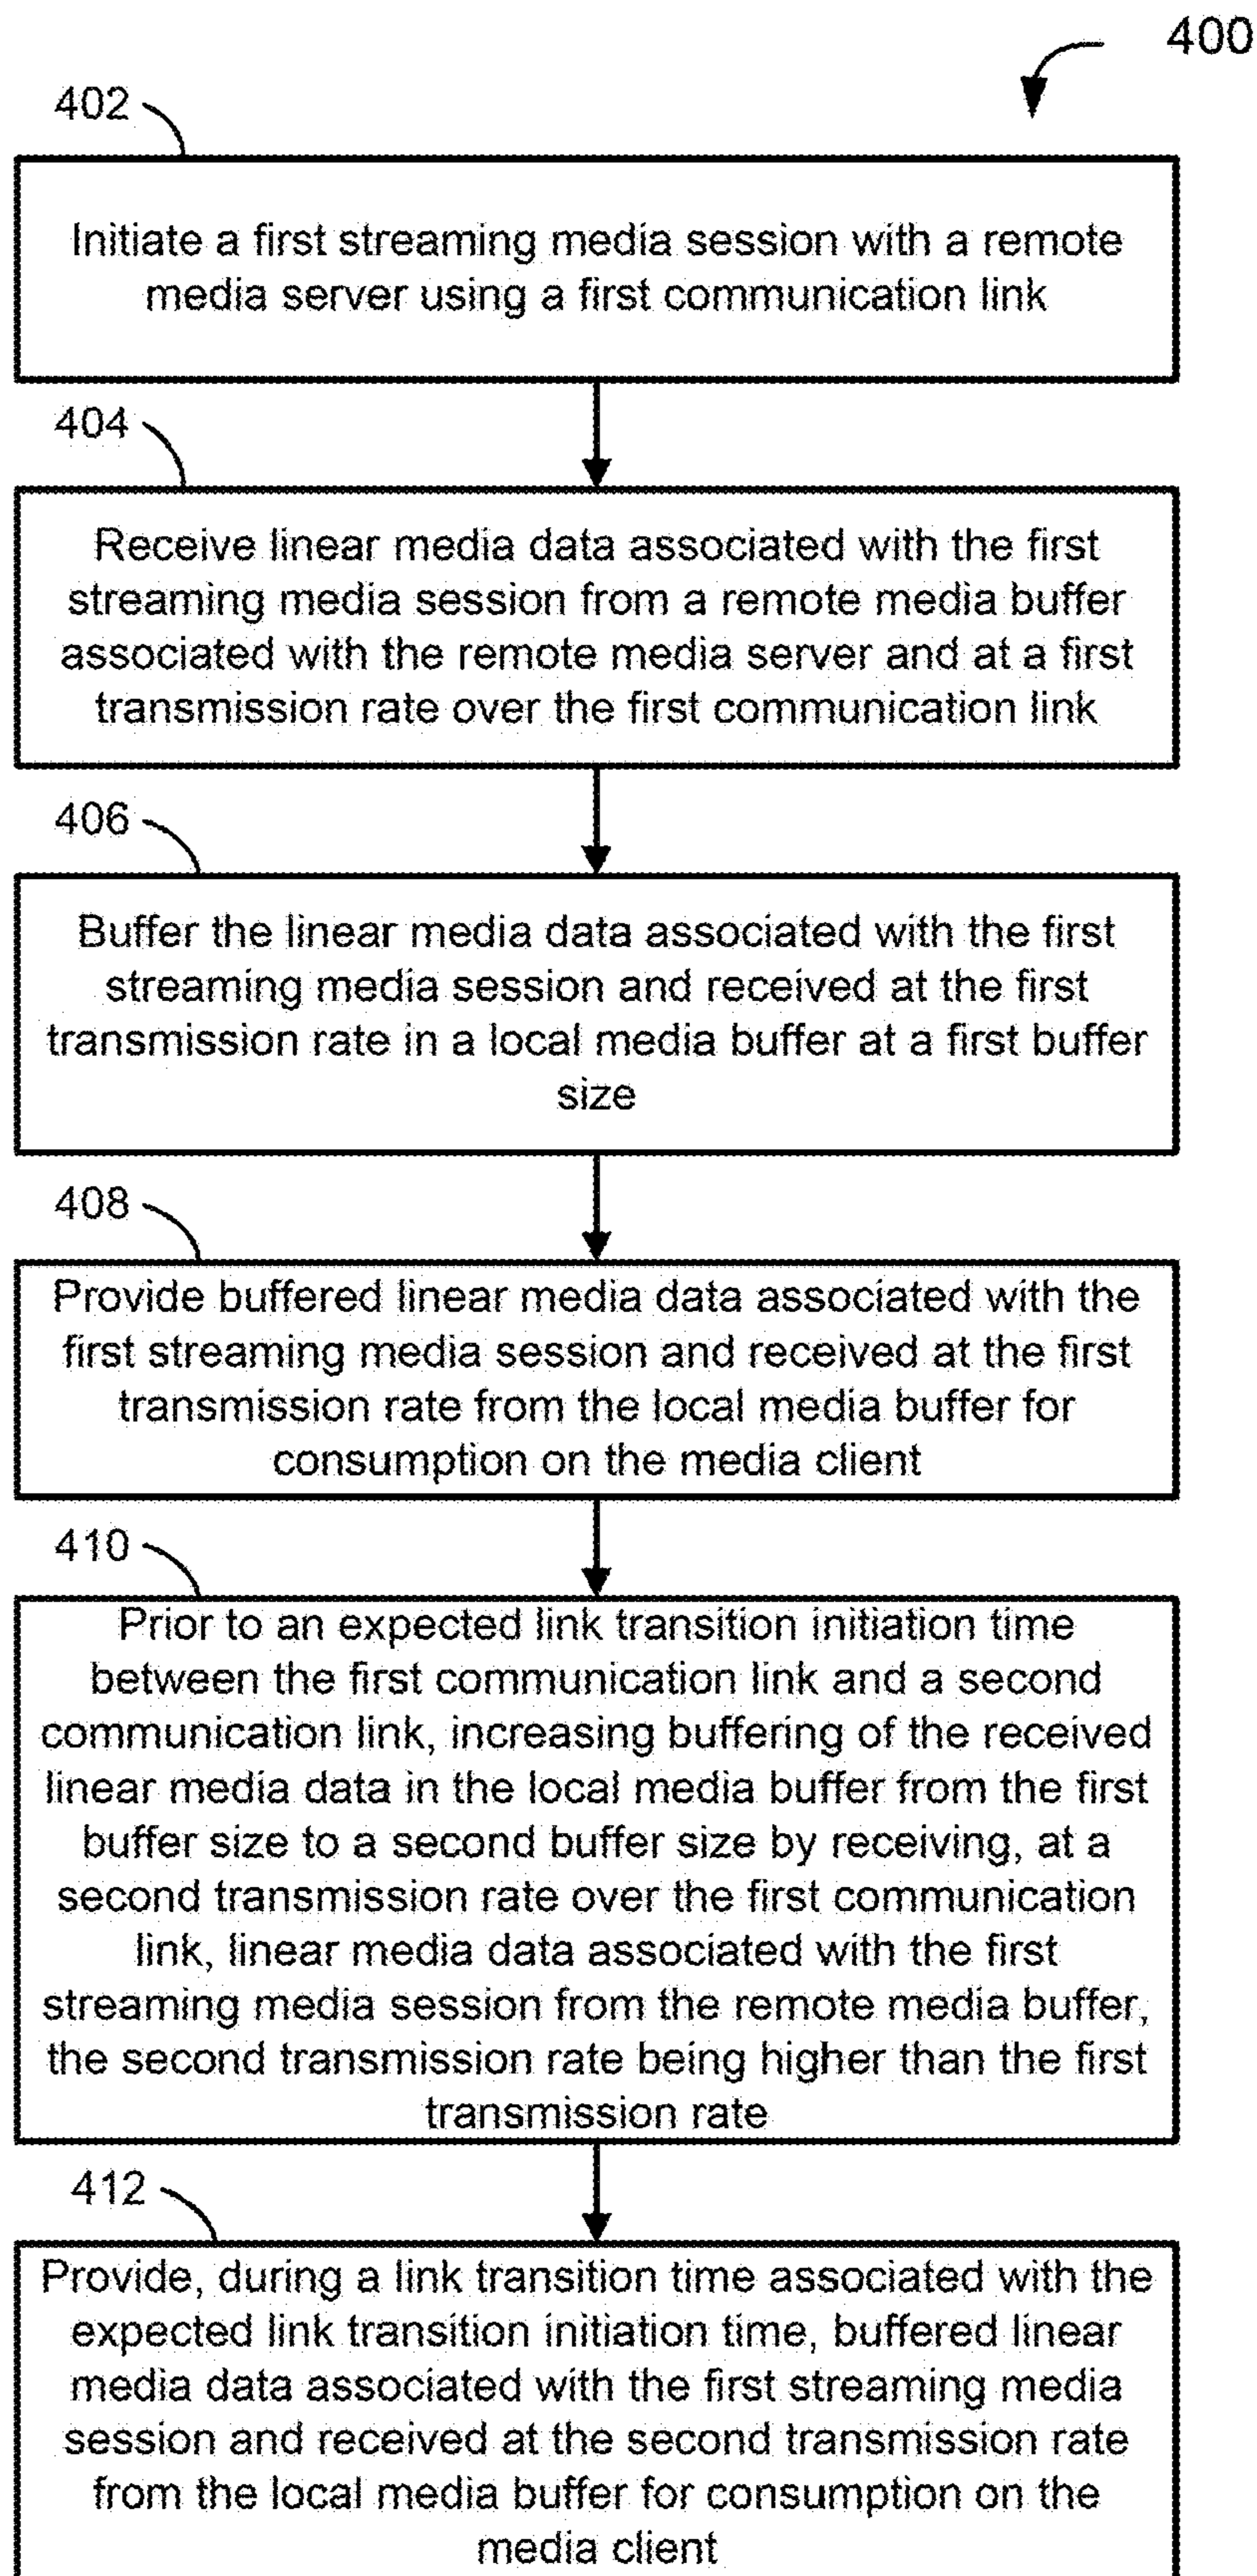 400
402
Initiate a first streaming media session with a remote
media server using a first communication link
404
Receive linear media data associated with the first
streaming media session from a remote media buffer
associated with the remote media server and at a first
transmission rate over the first communication link
406
Buffer the linear media data associated with the first
streaming media session and received at the first
transmission rate in a local media buffer at a first buffer
size
408
Provide buffered linear media data associated with the
first streaming media session and received at the first
transmission rate from the local media buffer for
consumption on the media client
410
Prior to an expected link transition initiation time
between the first communication link and a second
communication link, increasing buffering of the received
linear media data in the local media buffer from the first
buffer size to a second buffer size by receiving, at a
second transmission rate over the first communication
link, linear media data associated with the first
streaming media session from the remote media buffer,
the second transmission rate being higher than the first
transmission rate
412
Provide, during a link transition time associated with the
expected link transition initiation time, buffered linear
media data associated with the first streaming media
session and received at the second transmission rate
from the local media buffer for consumption on the
media client